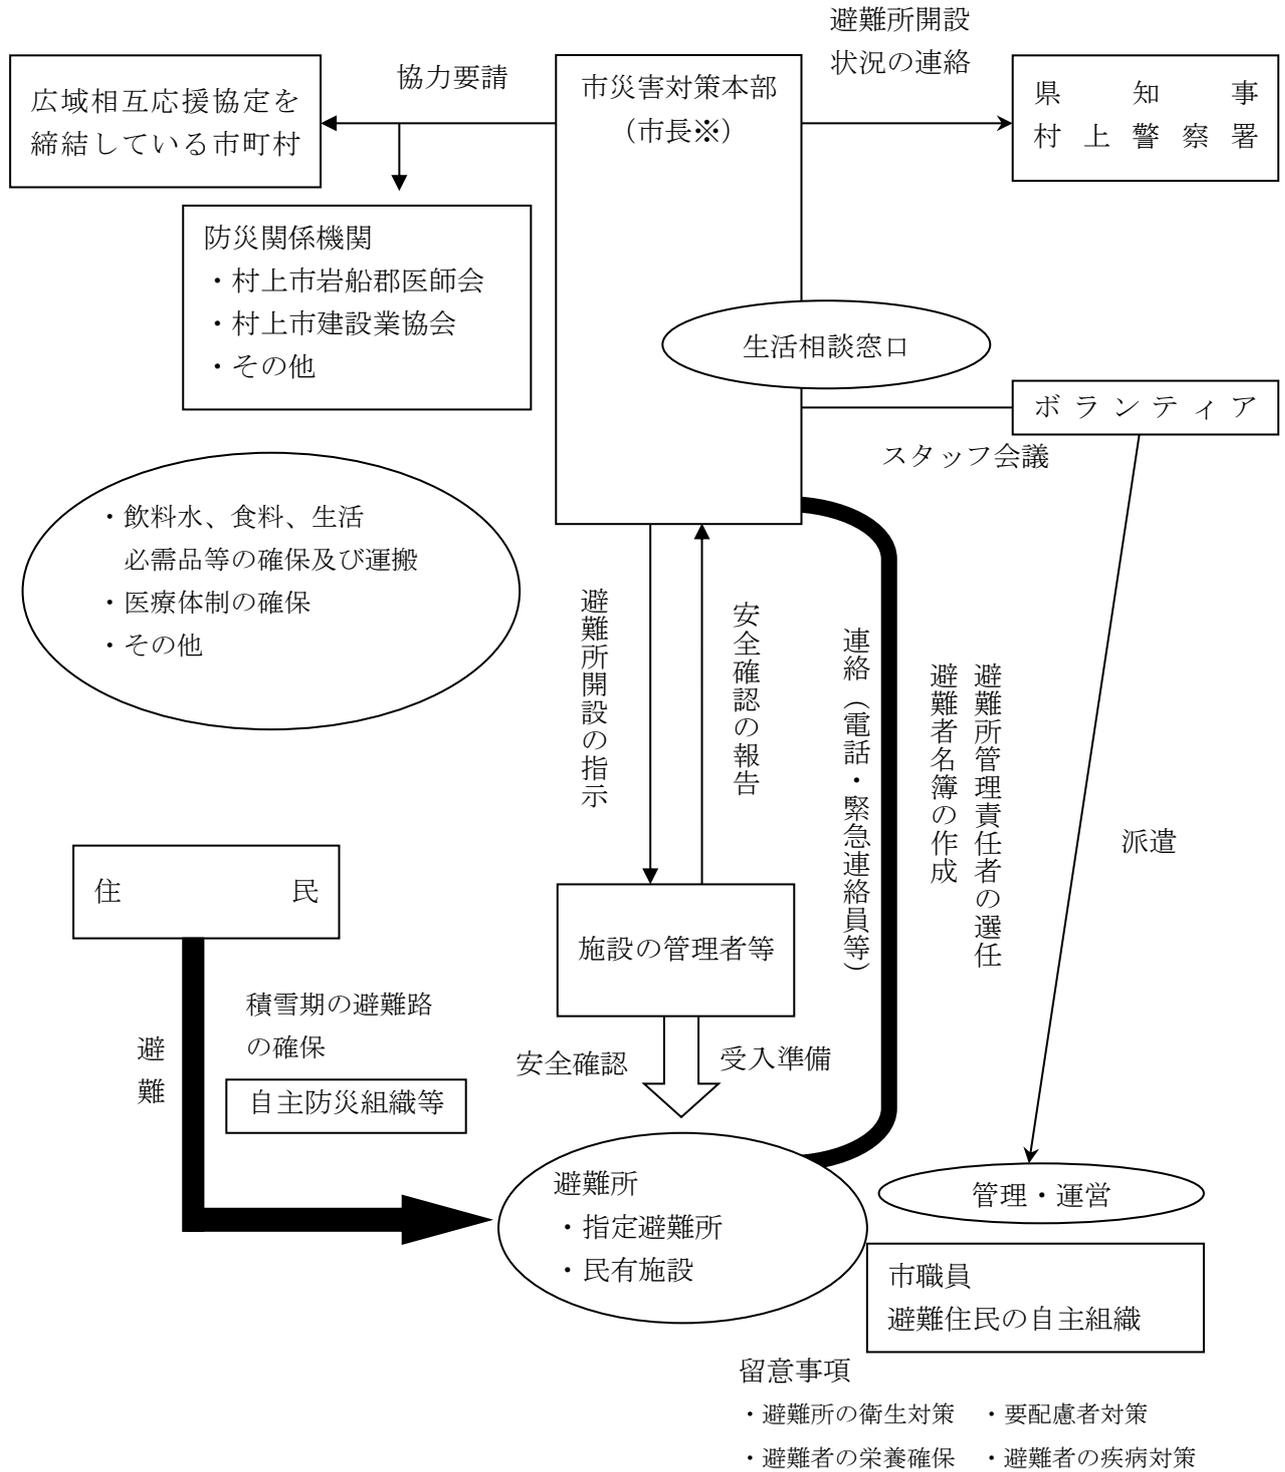 避難所開設
状況の連絡
広域相互応援協定を
締結している市町村
協力要請
市災害対策本部
（市長※）
県知事
村上警察署
防災関係機関
・村上市岩船郡医師会
・村上市建設業協会
・その他
生活相談窓口
ボランティア
スタッフ会議
・飲料水、食料、生活
必需品等の確保及び運搬
・医療体制の確保
・その他
避難所開設の指示
安全確認の報告
連絡（電話・緊急連絡員等）
避難所管理責任者の選任
避難者名簿の作成
派遣
住民
施設の管理者等
避難
積雪期の避難路
の確保
自主防災組織等
安全確認
受入準備
避難所
・指定避難所
・民有施設
管理・運営
市職員
避難住民の自主組織
留意事項
・避難所の衛生対策　・要配慮者対策
・避難者の栄養確保　・避難者の疾病対策